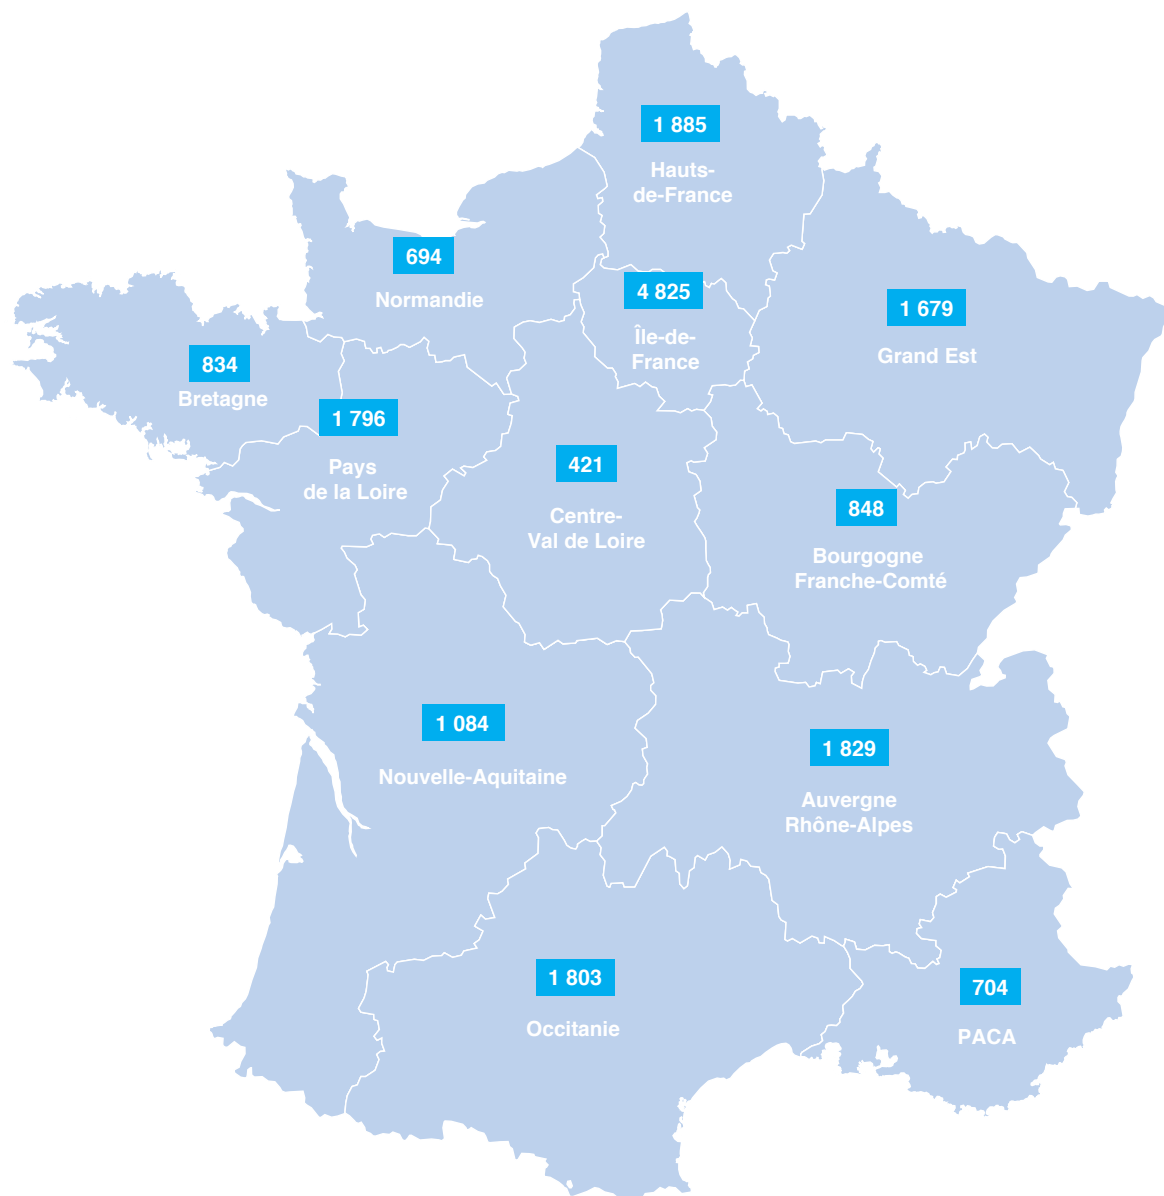 1 885
Hauts-
de-France
694
Normandie
4 825
Île-de-
France
1 679
Grand Est
834
Bretagne
1 796
Pays
de la Loire
421
Centre-
Val de Loire
848
Bourgogne
Franche-Comté
1 084
Nouvelle-Aquitaine
1 829
Auvergne
Rhône-Alpes
1 803
Occitanie
704
PACA